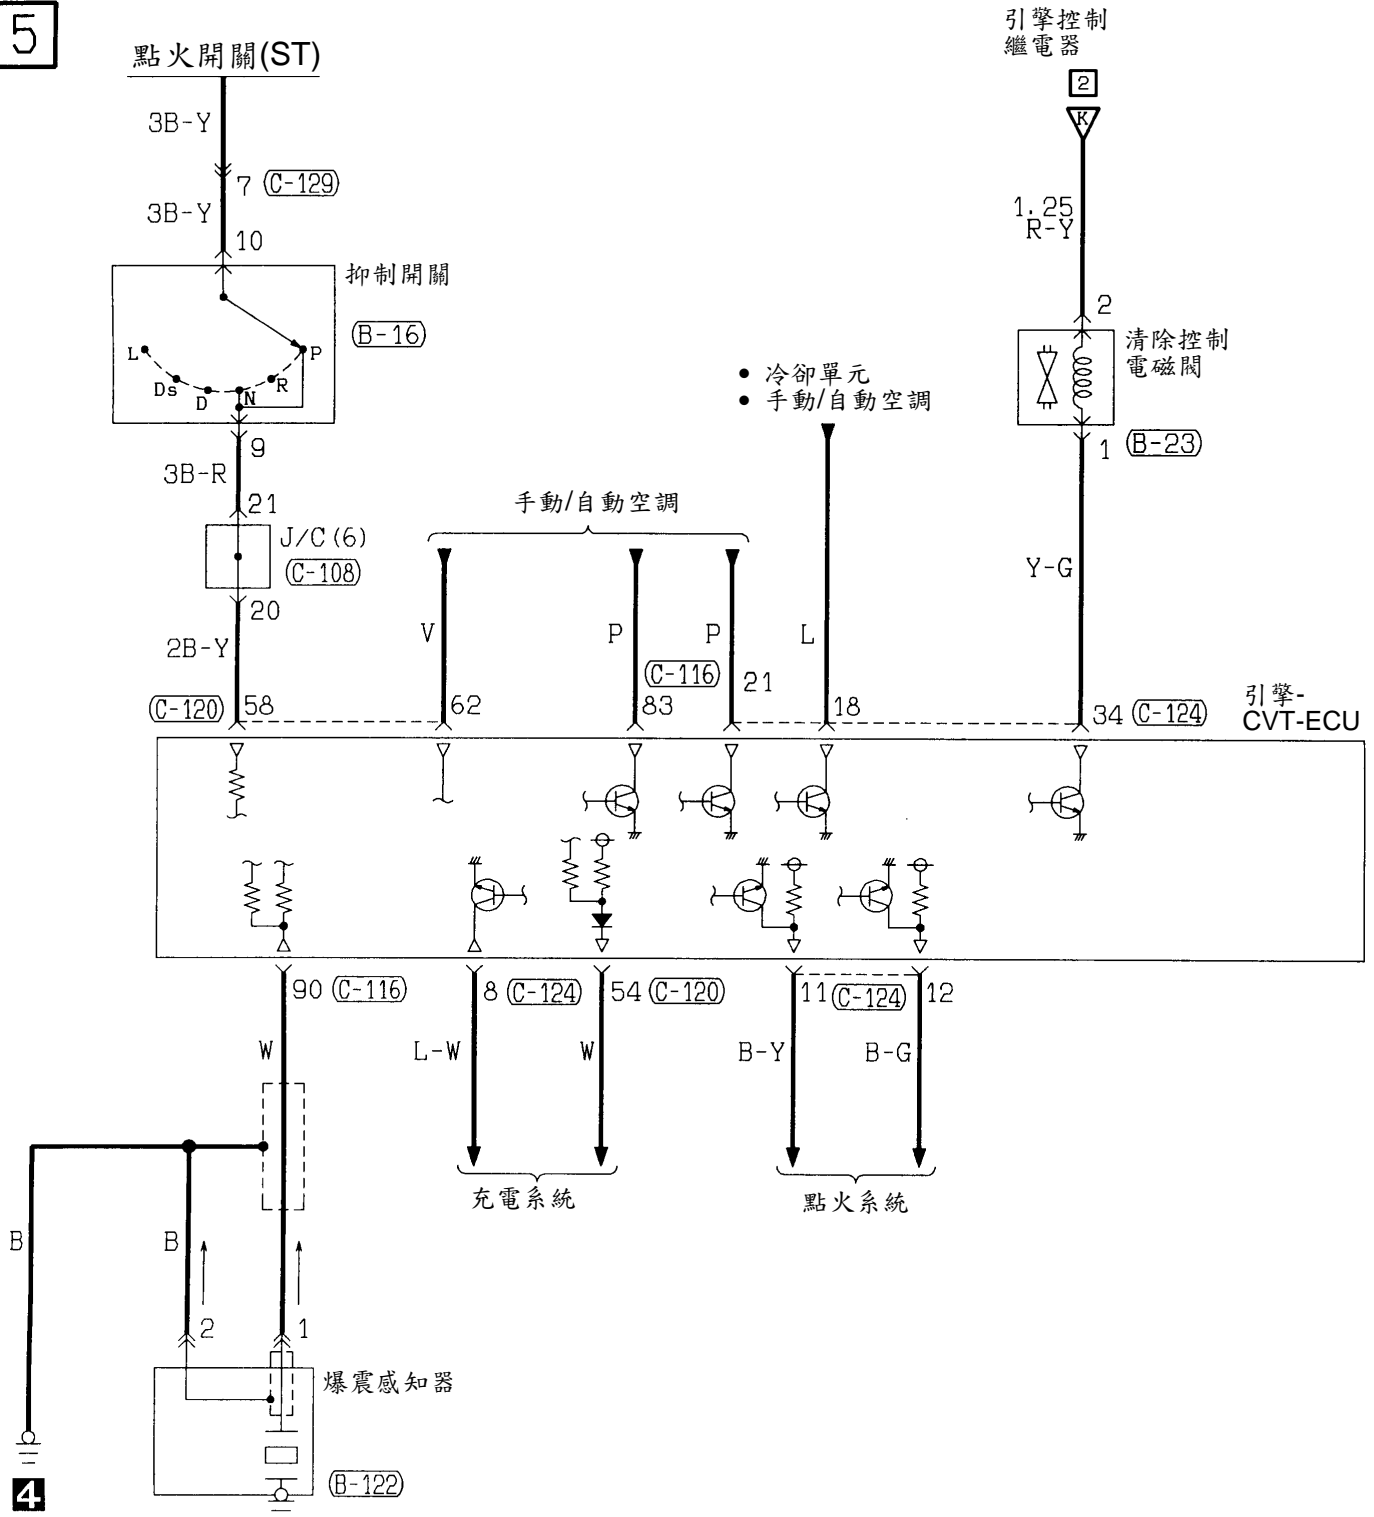 5
點火開關(ST)
引擎控制
繼電器
2
K
3B-Y
7 (C-129)
3B-Y
10
1.25
R-Y
抑制開關
(B-16)
L
Ds
D
N
R
P
2
清除控制
電磁閥
• 冷卻單元
• 手動/自動空調
9
1 (B-23)
3B-R
21
J/C(6)
(C-108)
手動/自動空調
20
Y-G
2B-Y
V
P
P
L
(C-116)
21
(C-120) 58
62
83
18
34 (C-124)
引擎-
CVT-ECU
90 (C-116)
8 (C-124)
54 (C-120)
11 (C-124) 12
W
L-W
W
B-Y
B-G
充電系統
點火系統
B
B
2
1
爆震感知器
(B-122)
4